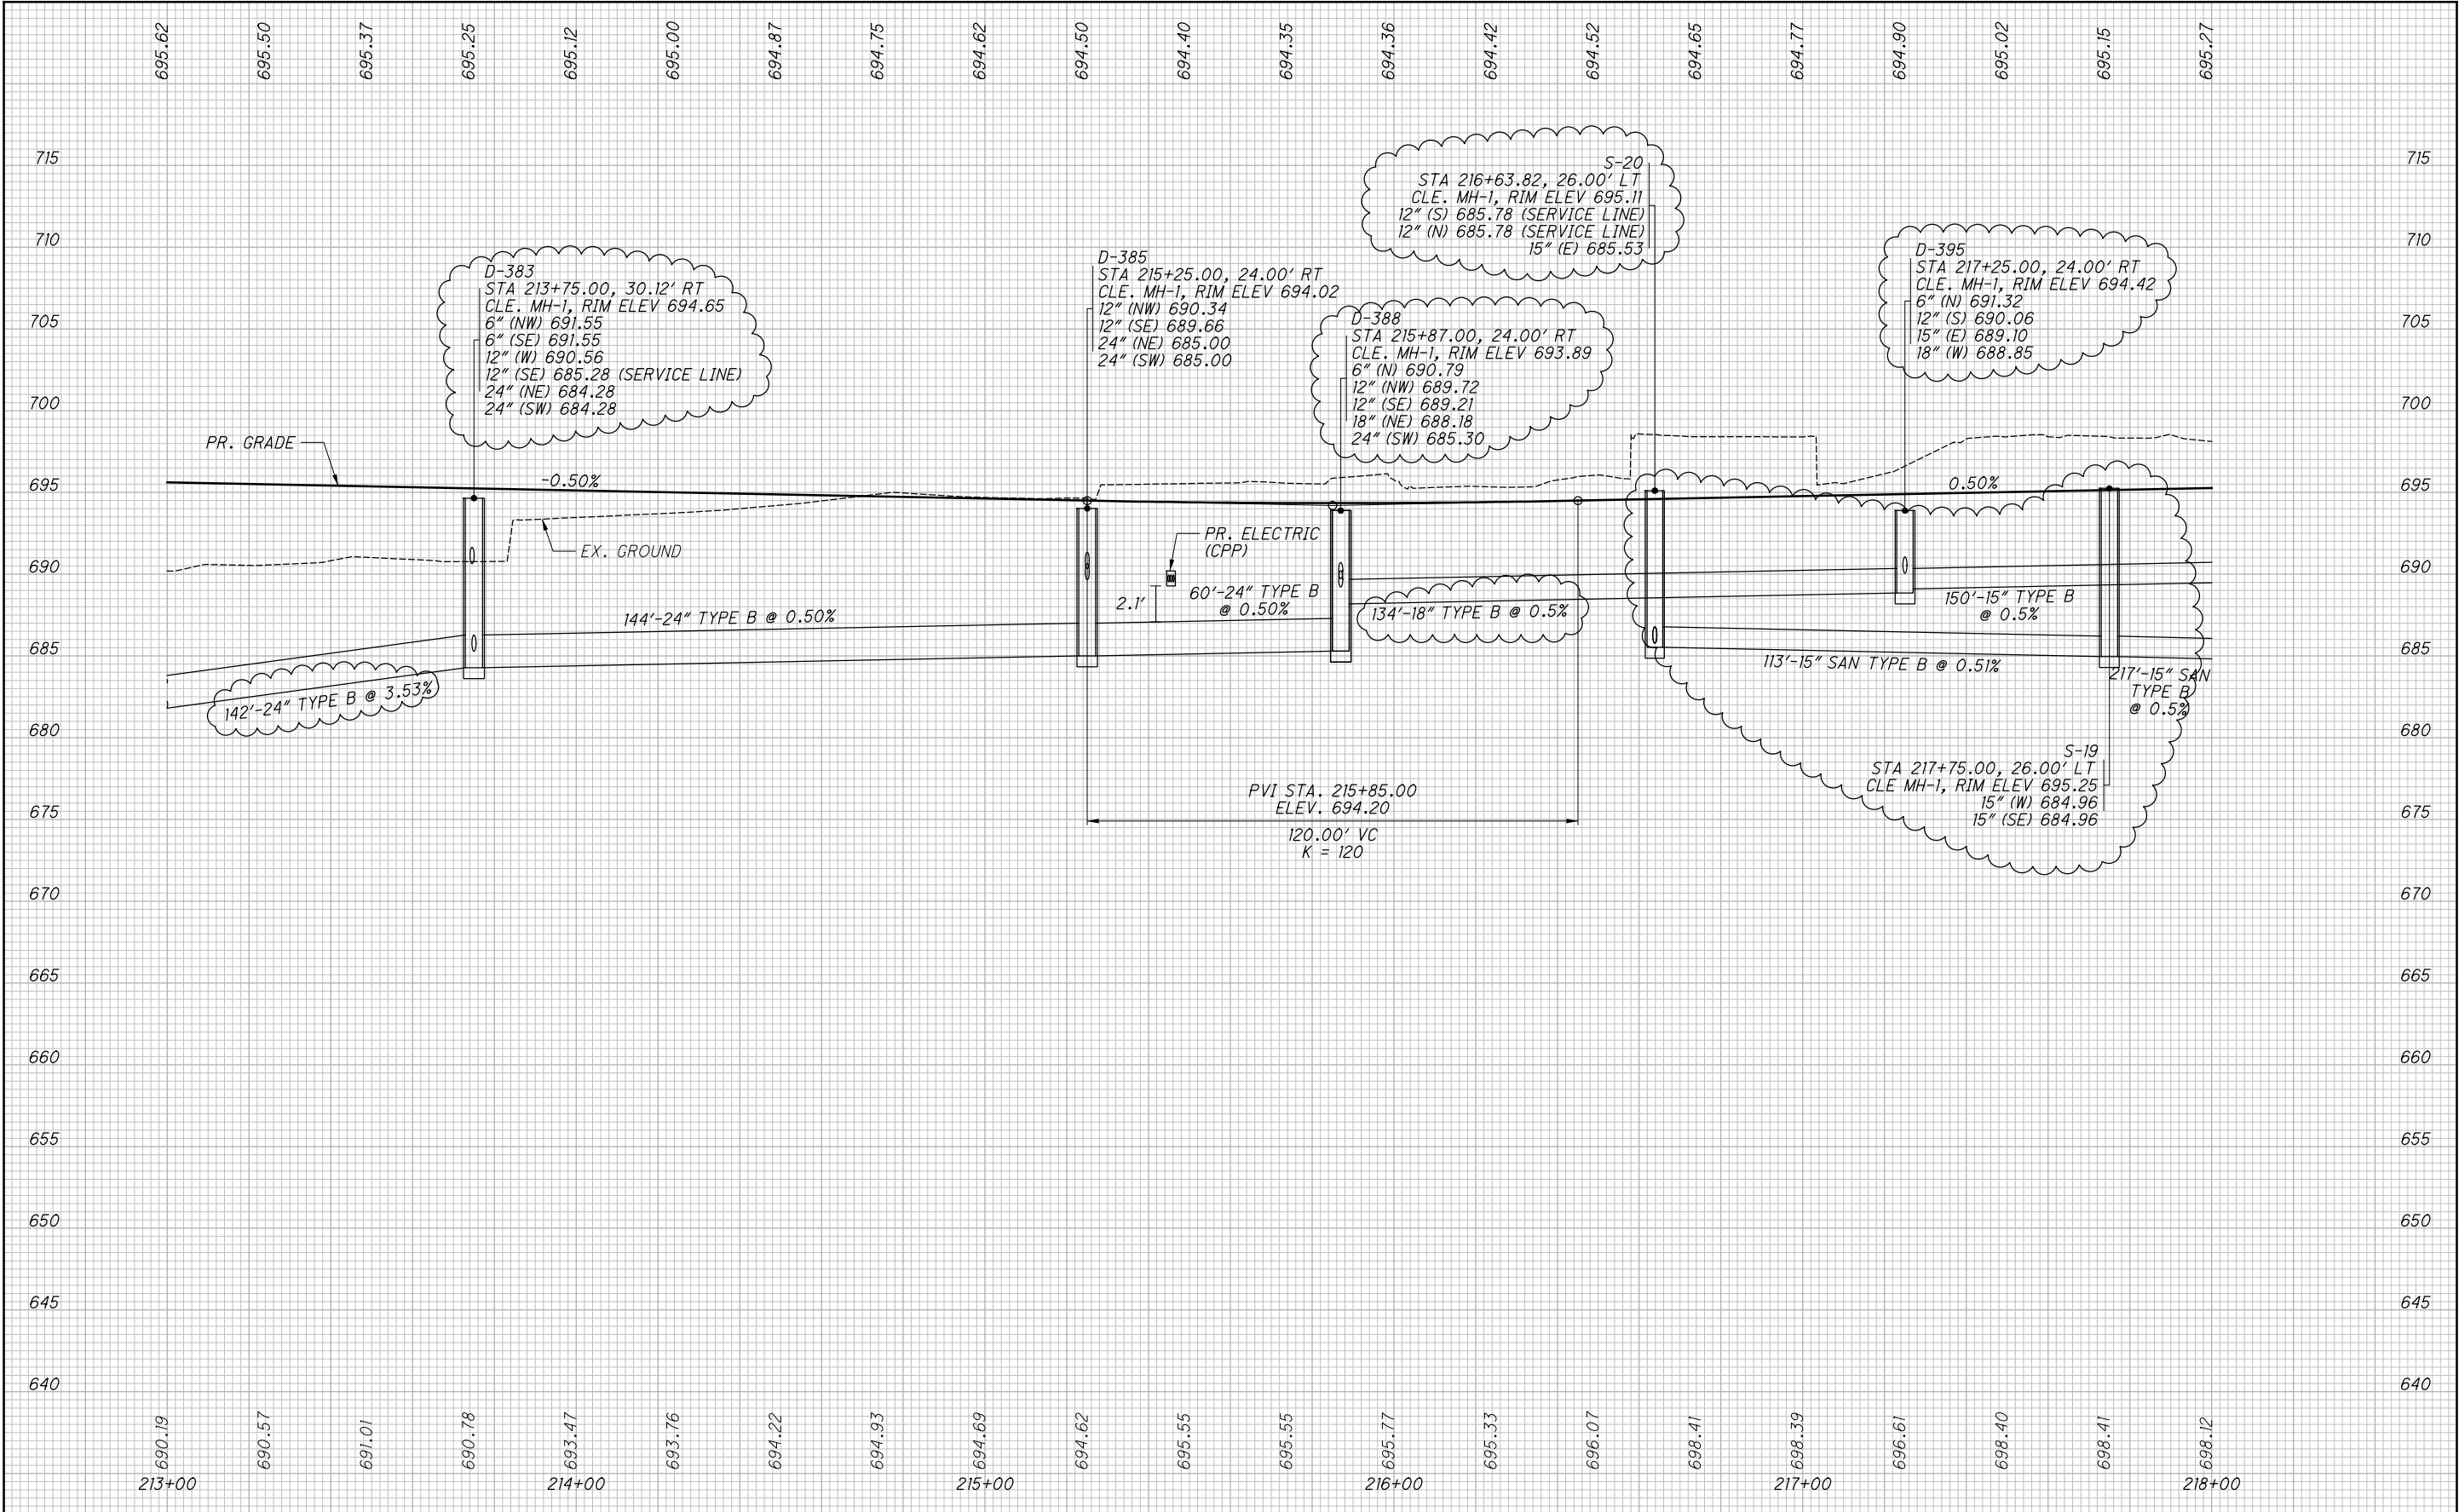 695.62 695.50 695.37 695.25 695.12 695.00 694.87 694.75 694.62 694.50 694.40 694.35 694.36 694.42 694.52 694.65 694.77 694.90 695.02 695.15 695.27
715 715
S-20
STA 216+63.82, 26.00' LT
CLE. MH-1, RIM ELEV 695.11
12" (S) 685.78 (SERVICE LINE)
12" (N) 685.78 (SERVICE LINE)
15" (E) 685.53
710 710
D-383
STA 213+75.00, 30.12' RT
CLE. MH-1, RIM ELEV 694.65
6" (NW) 691.55
6" (SE) 691.55
12" (W) 690.56
12" (SE) 685.28 (SERVICE LINE)
24" (NE) 684.28
24" (SW) 684.28
D-385
STA 215+25.00, 24.00' RT
CLE. MH-1, RIM ELEV 694.02
12" (NW) 690.34
12" (SE) 689.66
24" (NE) 685.00
24" (SW) 685.00
D-388
STA 215+87.00, 24.00' RT
CLE. MH-1, RIM ELEV 693.89
6" (N) 690.79
12" (NW) 689.72
12" (SE) 689.21
18" (NE) 688.18
24" (SW) 685.30
D-395
STA 217+25.00, 24.00' RT
CLE. MH-1, RIM ELEV 694.42
6" (N) 691.32
12" (S) 690.06
15" (E) 689.10
18" (W) 688.85
705 705
700 700
PR. GRADE
695 -0.50% 0.50% 695
EX. GROUND
PR. ELECTRIC
(CPP)
690 690
2.1'
60'-24" TYPE B
@ 0.50%
144'-24" TYPE B @ 0.50%
134'-18" TYPE B @ 0.5%
150'-15" TYPE B
@ 0.5%
685 685
113'-15" SAN TYPE B @ 0.51%
217'-15" SAN
TYPE B
@ 0.5%
142'-24" TYPE B @ 3.53%
680 680
S-19
STA 217+75.00, 26.00' LT
CLE MH-1, RIM ELEV 695.25
15" (W) 684.96
15" (SE) 684.96
PVI STA. 215+85.00
ELEV. 694.20
120.00' VC
K = 120
675 675
670 670
665 665
660 660
655 655
650 650
645 645
640 640
690.19 690.57 691.01 690.78 693.47 693.76 694.22 694.93 694.69 694.62 695.55 695.55 695.77 695.33 696.07 698.41 698.39 696.61 698.40 698.41 698.12
213+00 214+00 215+00 216+00 217+00 218+00